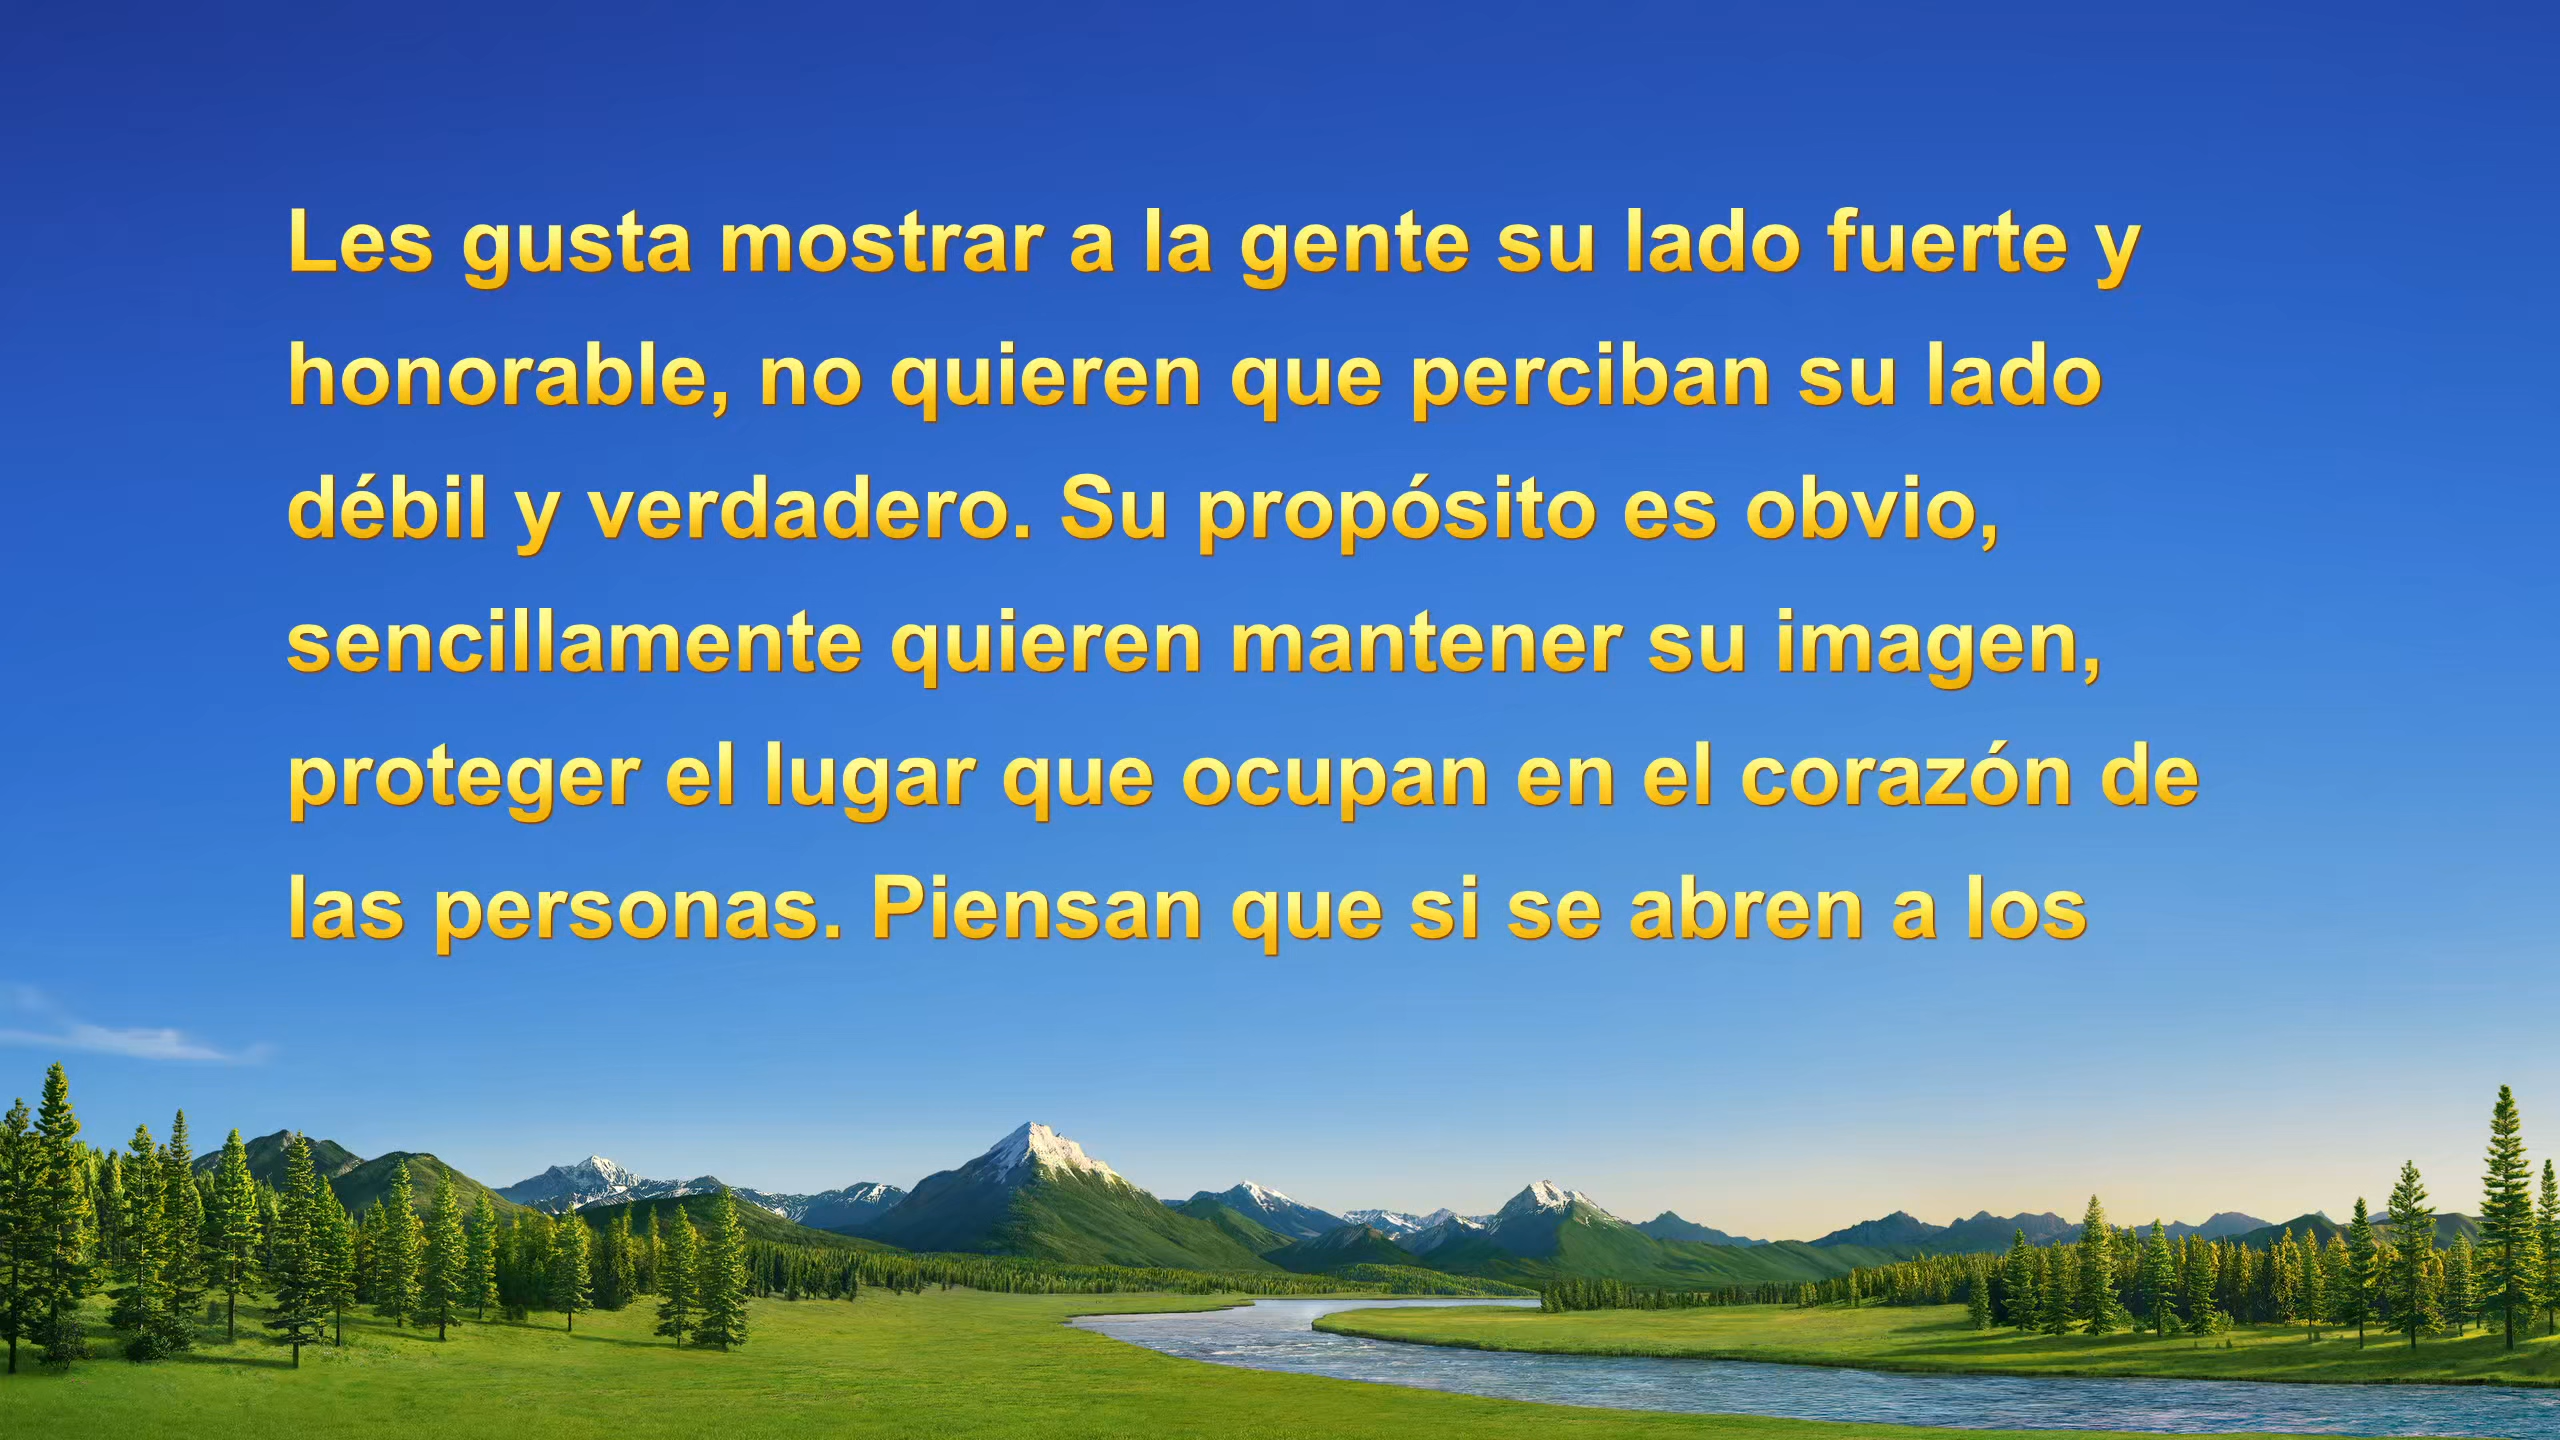 Les gusta mostrar a la gente su lado fuerte y
honorable, no quieren que perciban su lado
débil y verdadero. Su propósito es obvio,
sencillamente quieren mantener su imagen,
proteger el lugar que ocupan en el corazón de
las personas. Piensan que si se abren a los